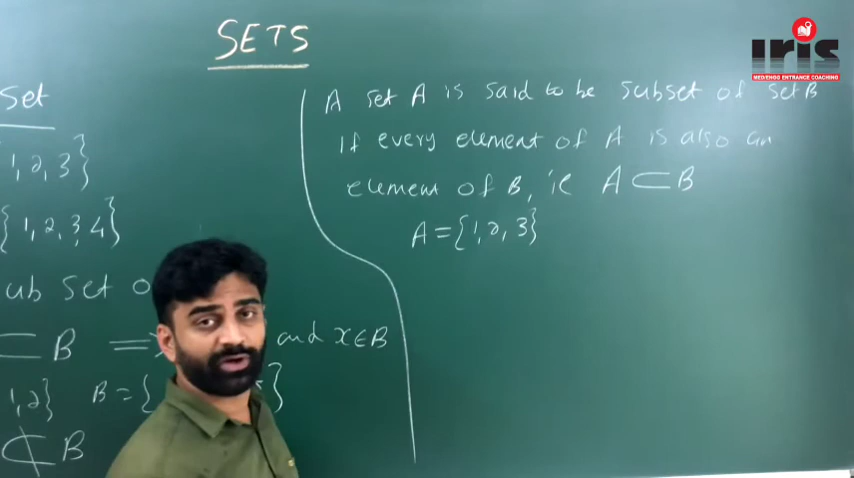 SETS
Iris
MED/ENGG ENTRANCE COACHING
Set
1, 2, 3}
{1, 2, 3, 4}
ub set o
⊂ B ⇒ and x∈B
1, 2} B = { }
⊄ B
A set A is said to be subset of set B
if every element of A is also an
element of B, ie A ⊂ B
A = {1, 2, 3}